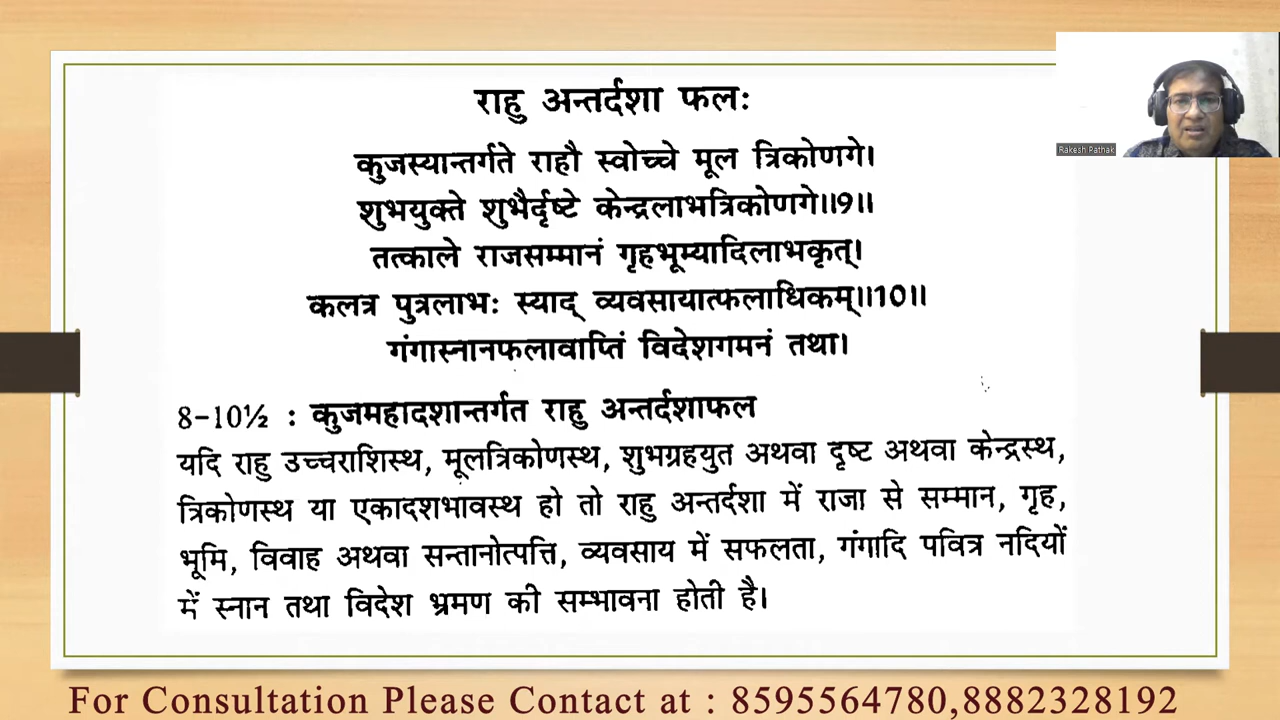 राहु अन्तर्दशा फलः
कुजस्यान्तर्गते राहौ स्वोच्चे मूल त्रिकोणगे।
शुभयुक्ते शुभैर्दृष्टे केन्द्रलाभत्रिकोणगे॥9॥
तत्काले राजसम्मानं गृहभूम्यादिलाभकृत्।
कलत्र पुत्रलाभः स्याद् व्यवसायात्फलाधिकम्॥10॥
गंगास्नानफलावाप्तिं विदेशगमनं तथा।
8-10½ : कुजमहादशान्तर्गत राहु अन्तर्दशाफल
यदि राहु उच्चराशिस्थ, मूलत्रिकोणस्थ, शुभग्रहयुत अथवा दृष्ट अथवा केन्द्रस्थ,
त्रिकोणस्थ या एकादशभावस्थ हो तो राहु अन्तर्दशा में राजा से सम्मान, गृह,
भूमि, विवाह अथवा सन्तानोत्पत्ति, व्यवसाय में सफलता, गंगादि पवित्र नदियों
में स्नान तथा विदेश भ्रमण की सम्भावना होती है।
Rakesh Pathak
For Consultation Please Contact at : 8595564780,8882328192